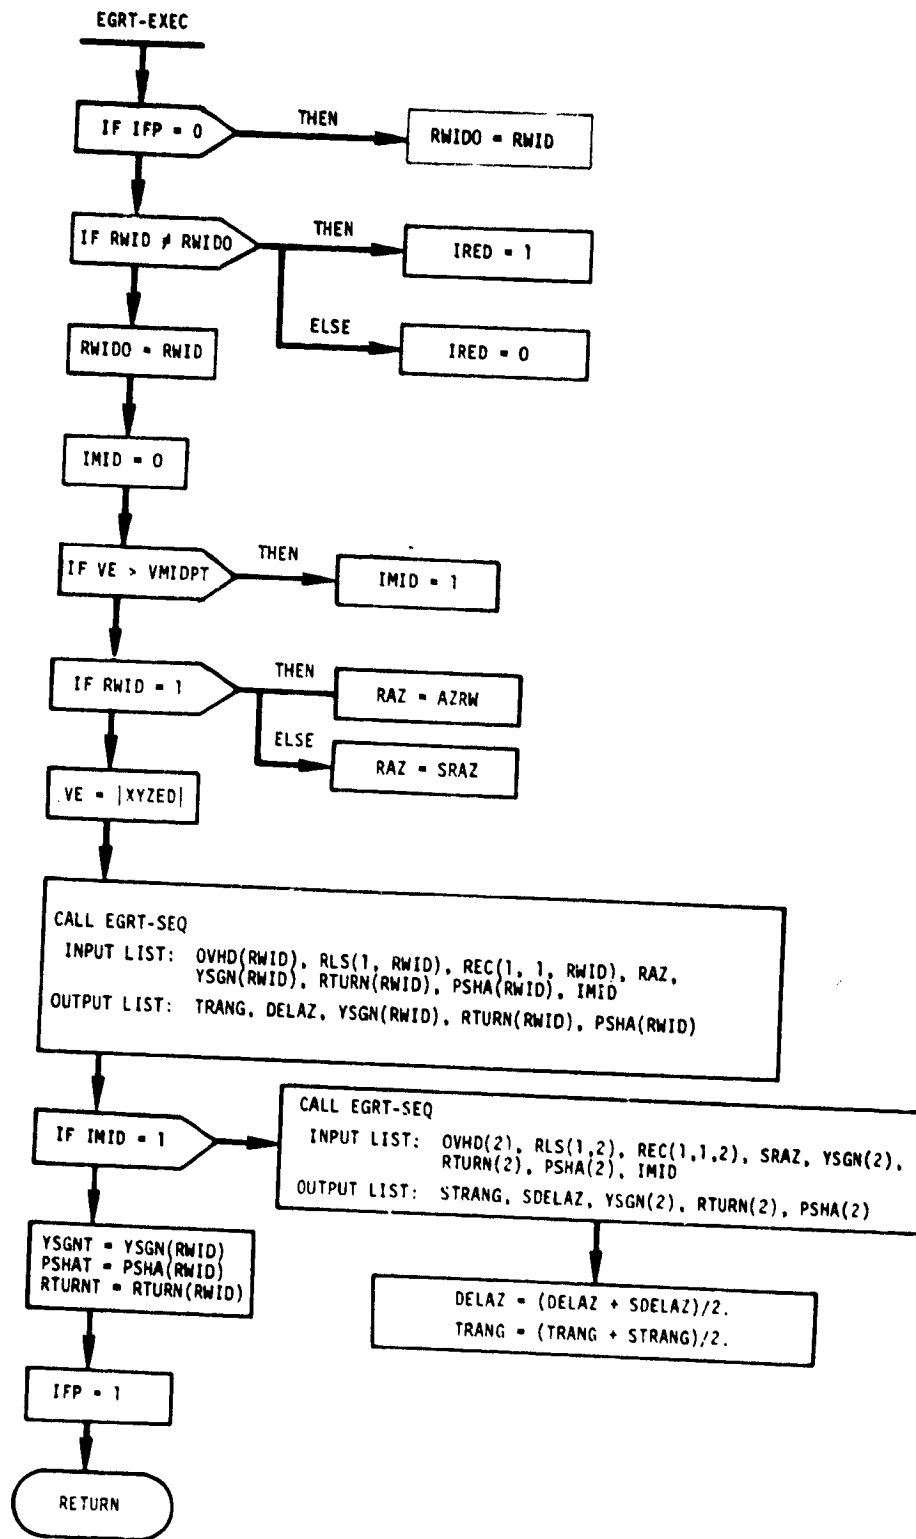 EGRT-EXEC
IF IFP = 0
THEN
RWIDO = RWID
IF RWID ≠ RWIDO
THEN
IRED = 1
ELSE
IRED = 0
RWIDO = RWID
IMID = 0
IF VE > VMIDPT
THEN
IMID = 1
IF RWID = 1
THEN
RAZ = AZRW
ELSE
RAZ = SRAZ
VE = |XYZED|
CALL EGRT-SEQ
INPUT LIST: OVHD(RWID), RLS(1, RWID), REC(1, 1, RWID), RAZ,
YSGN(RWID), RTURN(RWID), PSHA(RWID), IMID
OUTPUT LIST: TRANG, DELAZ, YSGN(RWID), RTURN(RWID), PSHA(RWID)
IF IMID = 1
CALL EGRT-SEQ
INPUT LIST: OVHD(2), RLS(1,2), REC(1,1,2), SRAZ, YSGN(2),
RTURN(2), PSHA(2), IMID
OUTPUT LIST: STRANG, SDELAZ, YSGN(2), RTURN(2), PSHA(2)
YSGNT = YSGN(RWID)
PSHAT = PSHA(RWID)
RTURNT = RTURN(RWID)
DELAZ = (DELAZ + SDELAZ)/2.
TRANG = (TRANG + STRANG)/2.
IFP = 1
RETURN